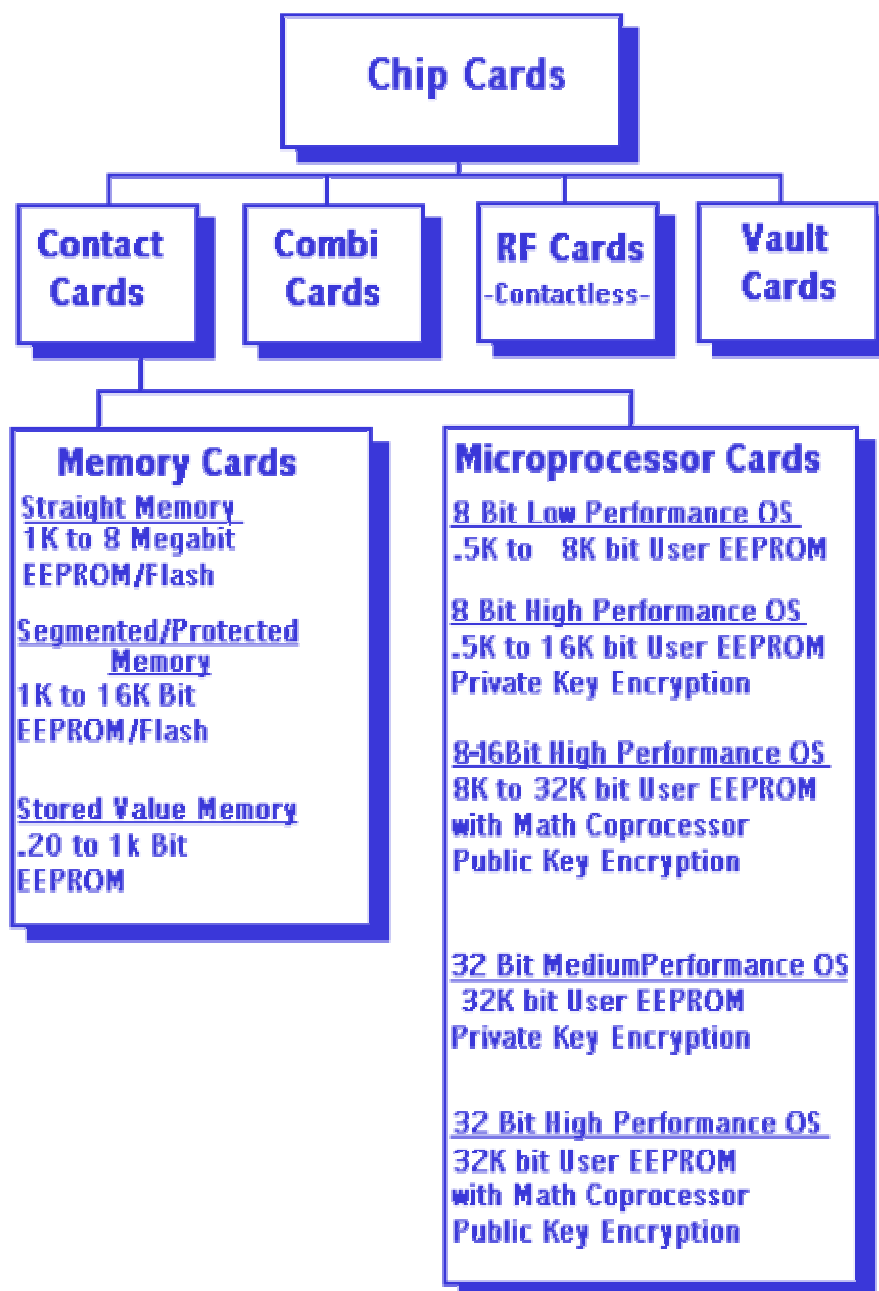 Chip Cards
Contact
Cards
Combi
Cards
RF Cards
-Contactless-
Vault
Cards
Memory Cards
Straight Memory
1K to 8 Megabit
EEPROM/Flash
Segmented/Protected
Memory
1K to 16K Bit
EEPROM/Flash
Stored Value Memory
.20 to 1k Bit
EEPROM
Microprocessor Cards
8 Bit Low Performance OS
.5K to 8K bit User EEPROM
8 Bit High Performance OS
.5K to 16K bit User EEPROM
Private Key Encryption
8-16Bit High Performance OS
8K to 32K bit User EEPROM
with Math Coprocessor
Public Key Encryption
32 Bit MediumPerformance OS
32K bit User EEPROM
Private Key Encryption
32 Bit High Performance OS
32K bit User EEPROM
with Math Coprocessor
Public Key Encryption